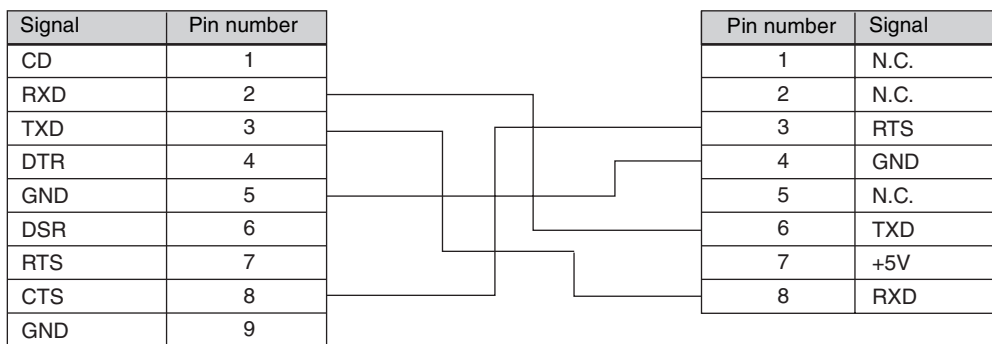 Signal Pin number Pin number Signal
CD 1 1 N.C.
RXD 2 2 N.C.
TXD 3 3 RTS
DTR 4 4 GND
GND 5 5 N.C.
DSR 6 6 TXD
RTS 7 7 +5V
CTS 8 8 RXD
GND 9